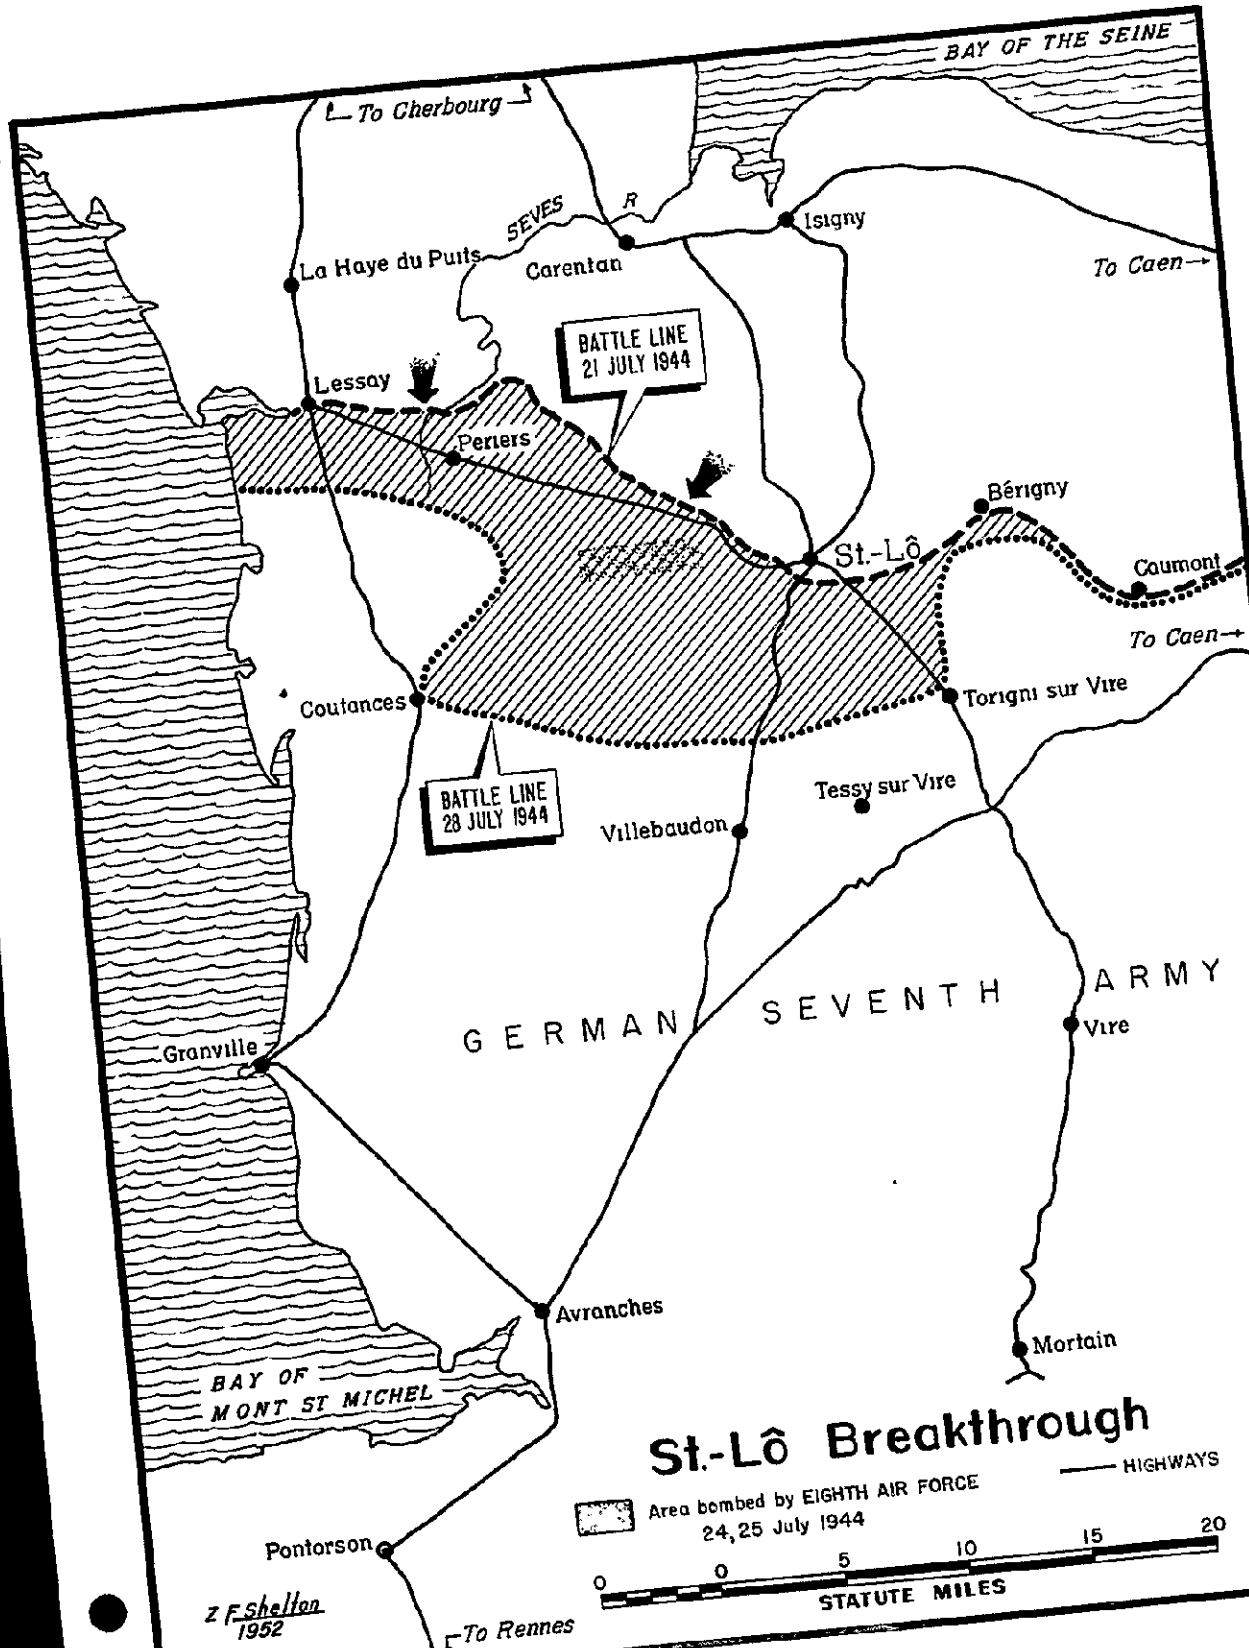 BAY OF THE SEINE
To Cherbourg
SEVES R
Isigny
La Haye du Puits
Carentan
To Caen
BATTLE LINE
21 JULY 1944
Lessay
Periers
Bérigny
St.-Lô
Caumont
To Caen
Coutances
Torigni sur Vire
BATTLE LINE
28 JULY 1944
Tessy sur Vire
Villebaudon
GERMAN SEVENTH ARMY
Vire
Granville
Avranches
Mortain
BAY OF
MONT ST MICHEL
St.-Lô Breakthrough
Area bombed by EIGHTH AIR FORCE
24, 25 July 1944
HIGHWAYS
Pontorson
0 0 5 10 15 20
STATUTE MILES
Z F Shelton
1952
To Rennes